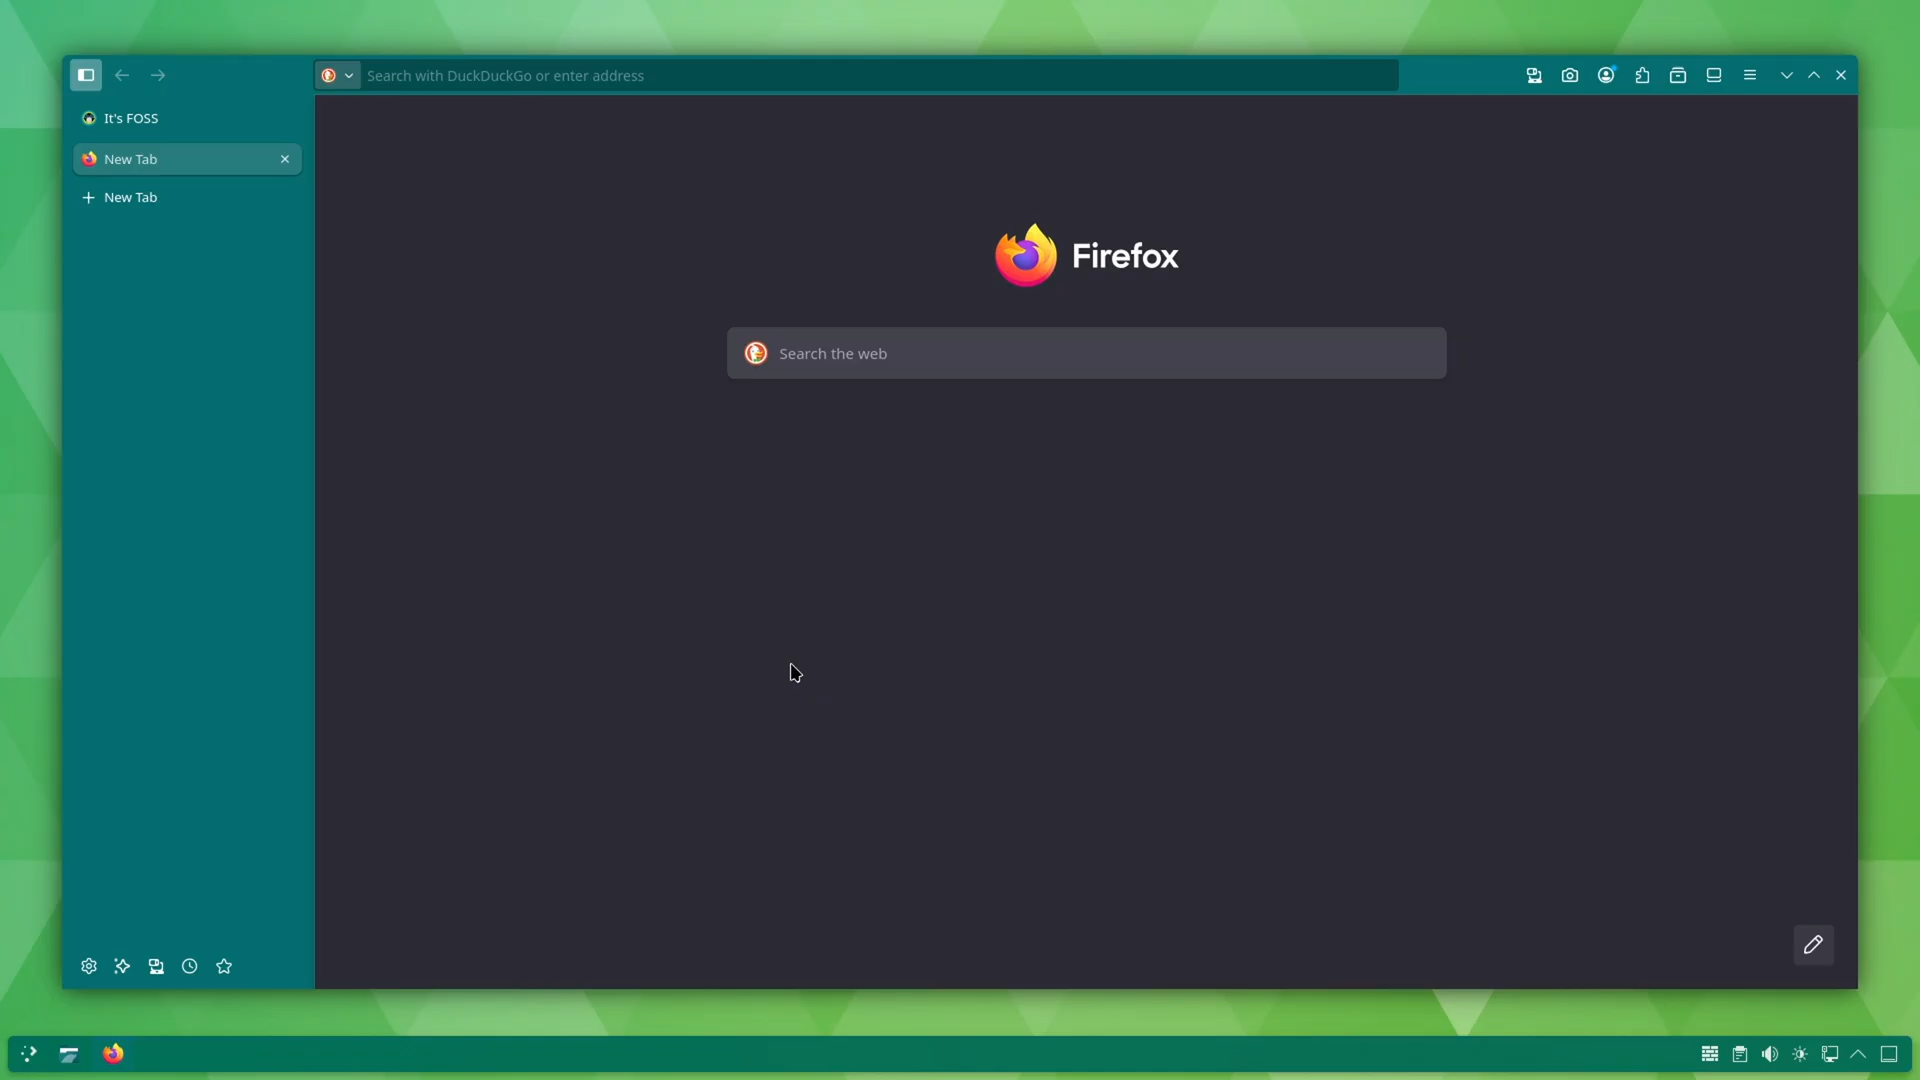 Search with DuckDuckGo or enter address
It's FOSS
New Tab
New Tab
Firefox
Search the web